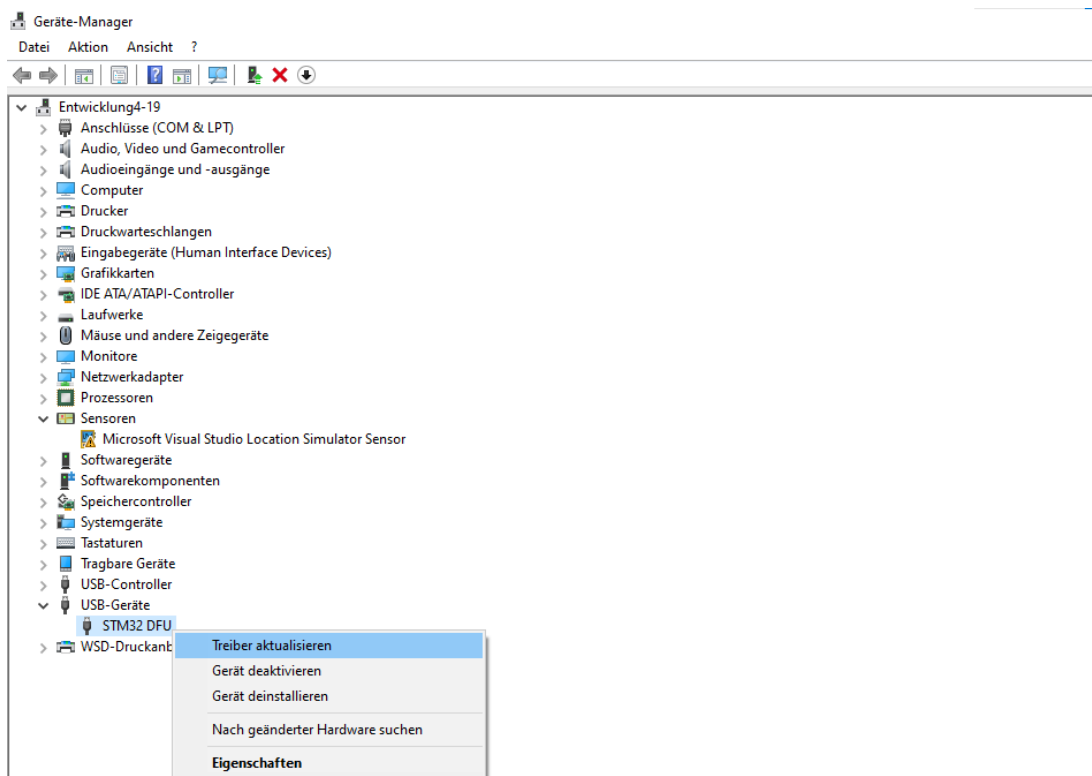 Geräte-Manager
Datei Aktion Ansicht ?
Entwicklung4-19
Anschlüsse (COM & LPT)
Audio, Video und Gamecontroller
Audioeingänge und -ausgänge
Computer
Drucker
Druckwarteschlangen
Eingabegeräte (Human Interface Devices)
Grafikkarten
IDE ATA/ATAPI-Controller
Laufwerke
Mäuse und andere Zeigegeräte
Monitore
Netzwerkadapter
Prozessoren
Sensoren
Microsoft Visual Studio Location Simulator Sensor
Softwaregeräte
Softwarekomponenten
Speichercontroller
Systemgeräte
Tastaturen
Tragbare Geräte
USB-Controller
USB-Geräte
STM32 DFU
WSD-Druckanb
Treiber aktualisieren
Gerät deaktivieren
Gerät deinstallieren
Nach geänderter Hardware suchen
Eigenschaften